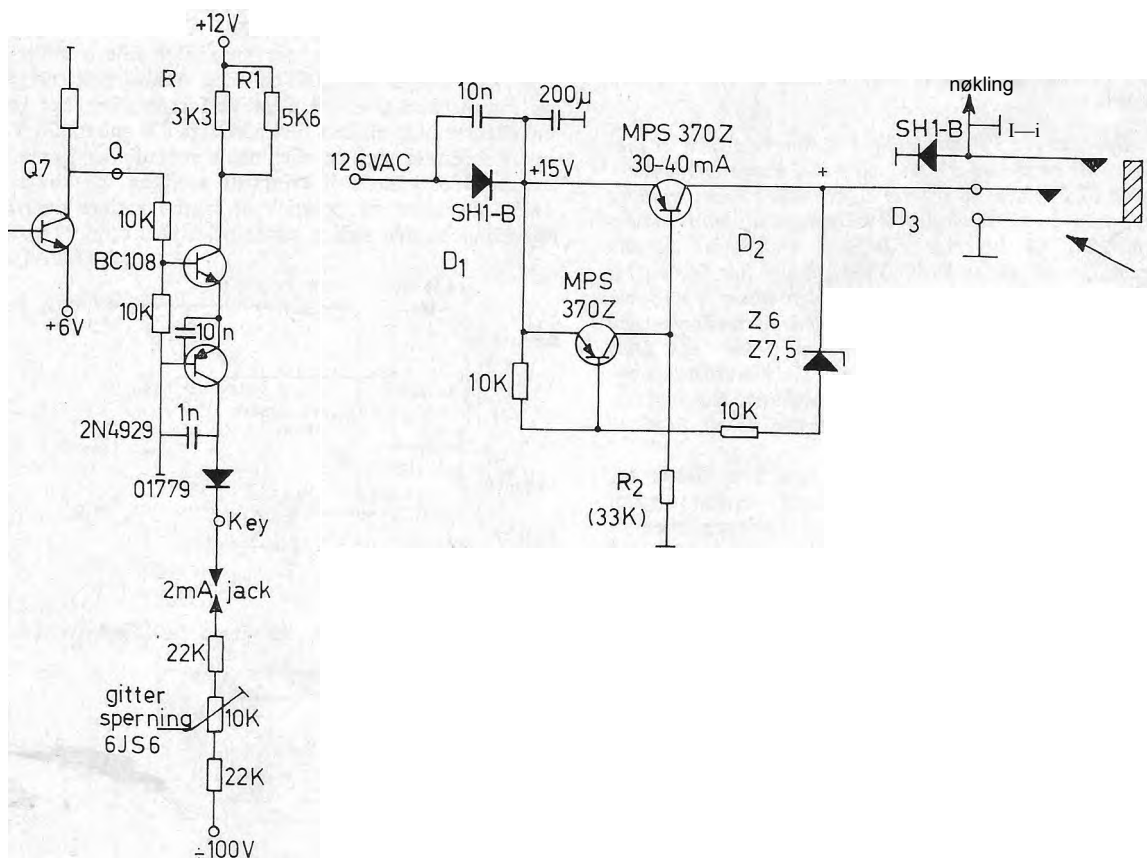 +12V
R
3K3
R1
5K6
Q7
Q
10K
BC108
10K
+6V
10n
1n
2N4929
01779
Key
2mA jack
22K
gitter
sperning
6JS6
10K
22K
÷100V
10n
200μ
12 6VAC
+15V
SH1-B
D1
MPS 370Z
30-40mA
MPS
370Z
10K
D2
+
Z 6
Z7,5
10K
R2
(33K)
nøkling
SH1-B
I—i
D3